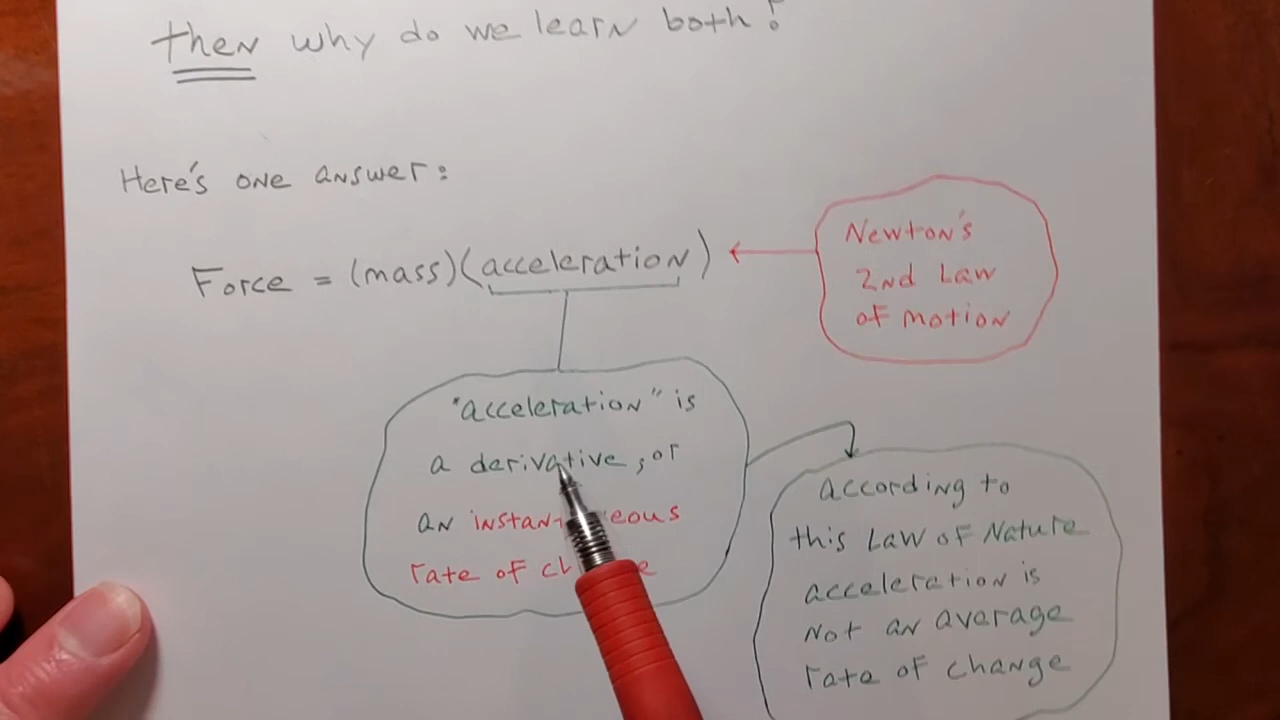 then why do we learn both?
Here's one answer:
Force = (mass)(acceleration)
Newton's
2nd Law
of motion
"acceleration" is
a derivative, or
an
rate of
according to
this Law of Nature
acceleration is
not an average
rate of change